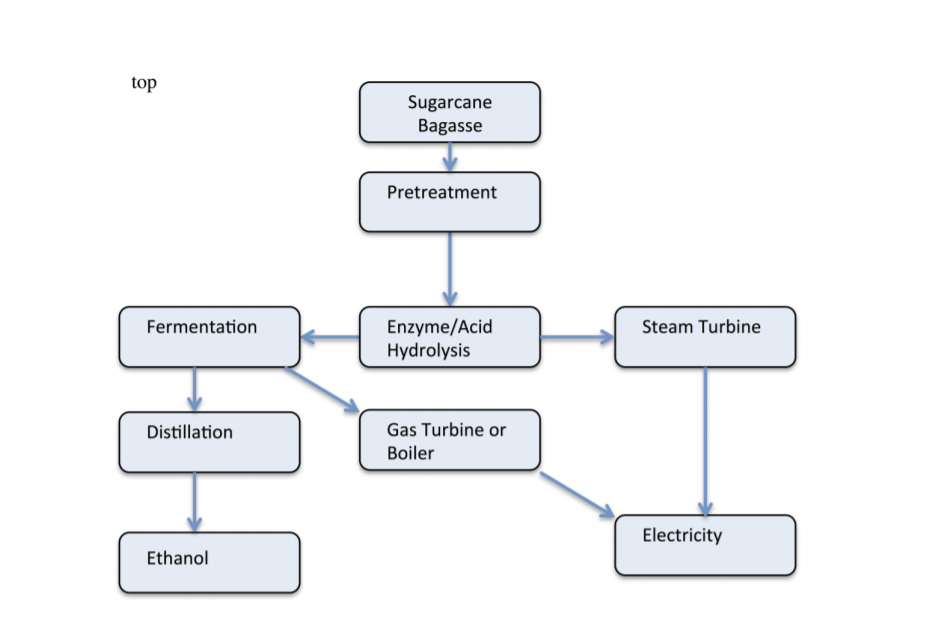 top
Sugarcane
Bagasse
Pretreatment
Fermentation
Enzyme/Acid
Hydrolysis
Steam Turbine
Distillation
Gas Turbine or
Boiler
Electricity
Ethanol